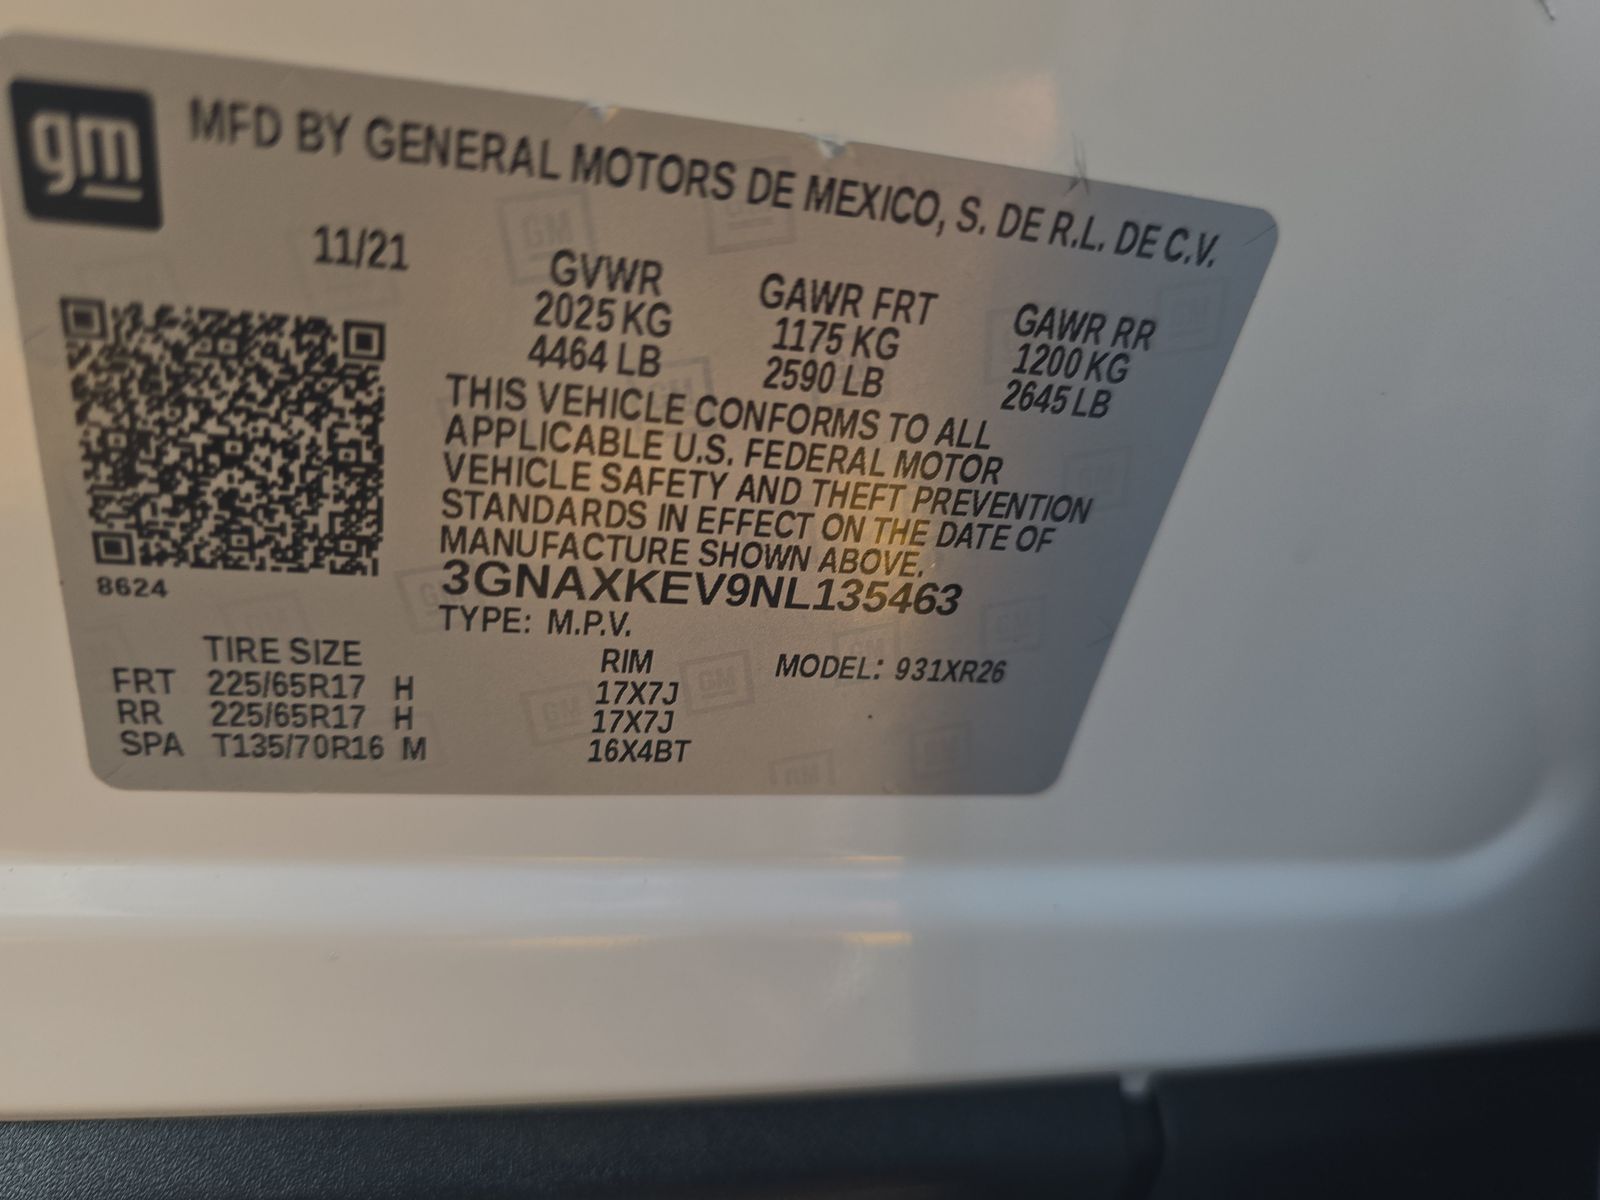 gm
MFD BY GENERAL MOTORS DE MEXICO, S. DE R.L. DE C.V.
11/21
GVWR GAWR FRT GAWR RR
2025 KG 1175 KG 1200 KG
4464 LB 2590 LB 2645 LB
THIS VEHICLE CONFORMS TO ALL
APPLICABLE U.S. FEDERAL MOTOR
VEHICLE SAFETY AND THEFT PREVENTION
STANDARDS IN EFFECT ON THE DATE OF
MANUFACTURE SHOWN ABOVE.
3GNAXKEV9NL135463
8624
TYPE: M.P.V.
TIRE SIZE RIM MODEL: 931XR26
FRT 225/65R17 H 17X7J
RR 225/65R17 H 17X7J
SPA T135/70R16 M 16X4BT